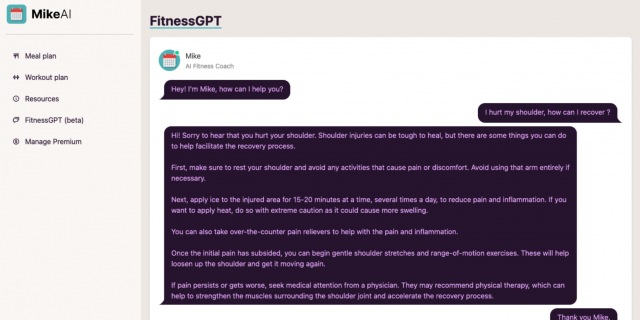 MikeAI
Meal plan
Workout plan
Resources
FitnessGPT (beta)
Manage Premium
FitnessGPT
Mike
AI Fitness Coach
Hey! I'm Mike, how can I help you?
I hurt my shoulder, how can I recover ?
Hi! Sorry to hear that you hurt your shoulder. Shoulder injuries can be tough to heal, but there are some things you can do
to help facilitate the recovery process.
First, make sure to rest your shoulder and avoid any activities that cause pain or discomfort. Avoid using that arm entirely if
necessary.
Next, apply ice to the injured area for 15-20 minutes at a time, several times a day, to reduce pain and inflammation. If you
want to apply heat, do so with extreme caution as it could cause more swelling.
You can also take over-the-counter pain relievers to help with the pain and inflammation.
Once the initial pain has subsided, you can begin gentle shoulder stretches and range-of-motion exercises. These will help
loosen up the shoulder and get it moving again.
If pain persists or gets worse, seek medical attention from a physician. They may recommend physical therapy, which can
help to strengthen the muscles surrounding the shoulder joint and accelerate the recovery process.
Thank you Mike.